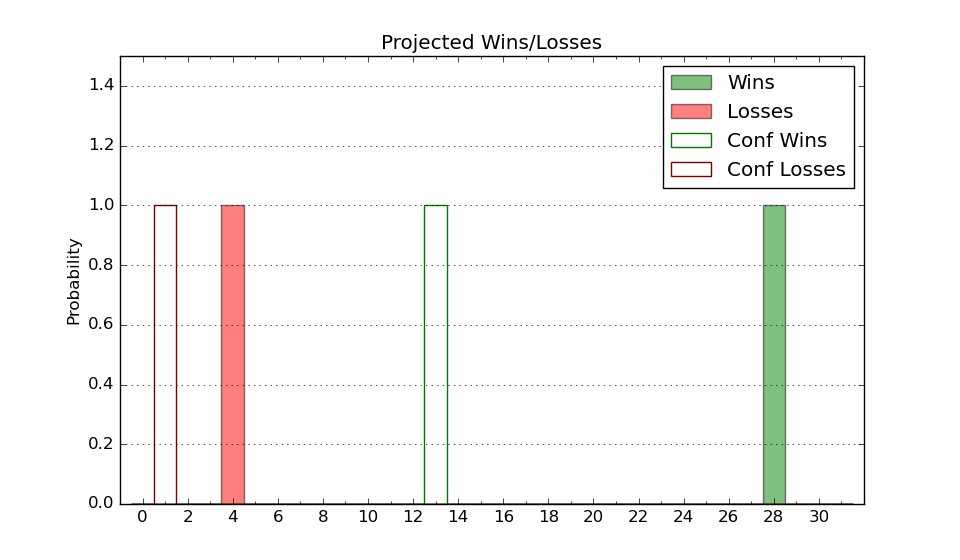 Projected Wins/Losses
Wins
Losses
Conf Wins
Conf Losses
Probability
1.4
1.2
1.0
0.8
0.6
0.4
0.2
0.0
0 2 4 6 8 10 12 14 16 18 20 22 24 26 28 30